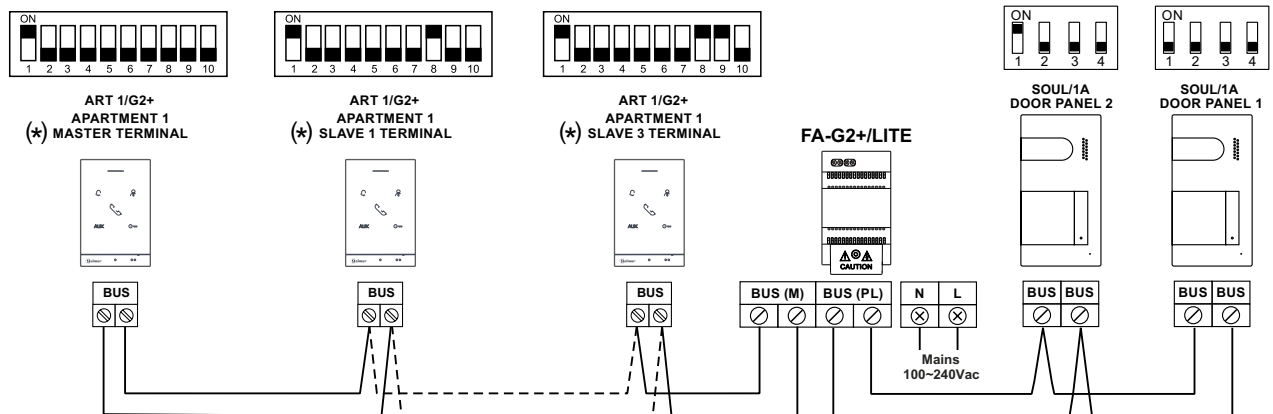 ON
1 2 3 4 5 6 7 8 9 10
ON
1 2 3 4 5 6 7 8 9 10
ON
1 2 3 4 5 6 7 8 9 10
ON
1 2 3 4
ON
1 2 3 4
ART 1/G2+
APARTMENT 1
(*) MASTER TERMINAL
ART 1/G2+
APARTMENT 1
(*) SLAVE 1 TERMINAL
ART 1/G2+
APARTMENT 1
(*) SLAVE 3 TERMINAL
SOUL/1A
DOOR PANEL 2
SOUL/1A
DOOR PANEL 1
FA-G2+/LITE
AUX
AUX
AUX
CAUTION
BUS
BUS
BUS
BUS (M) BUS (PL) N L
BUS BUS
BUS BUS
Mains
100~240Vac